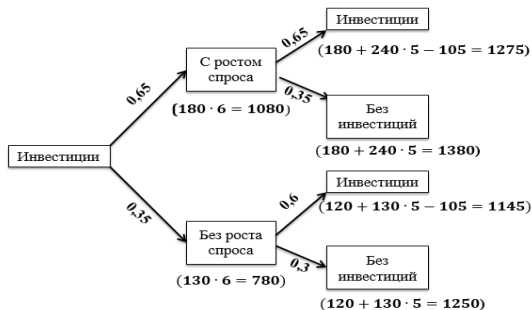 Инвестиции
0,65
(180 + 240 · 5 − 105 = 1275)
С ростом
спроса
0,65
0,35
(180 · 6 = 1080)
Без
инвестиций
(180 + 240 · 5 = 1380)
Инвестиции
0,35
Инвестиции
0,6
(120 + 130 · 5 − 105 = 1145)
Без роста
спроса
0,3
(130 · 6 = 780)
Без
инвестиций
(120 + 130 · 5 = 1250)